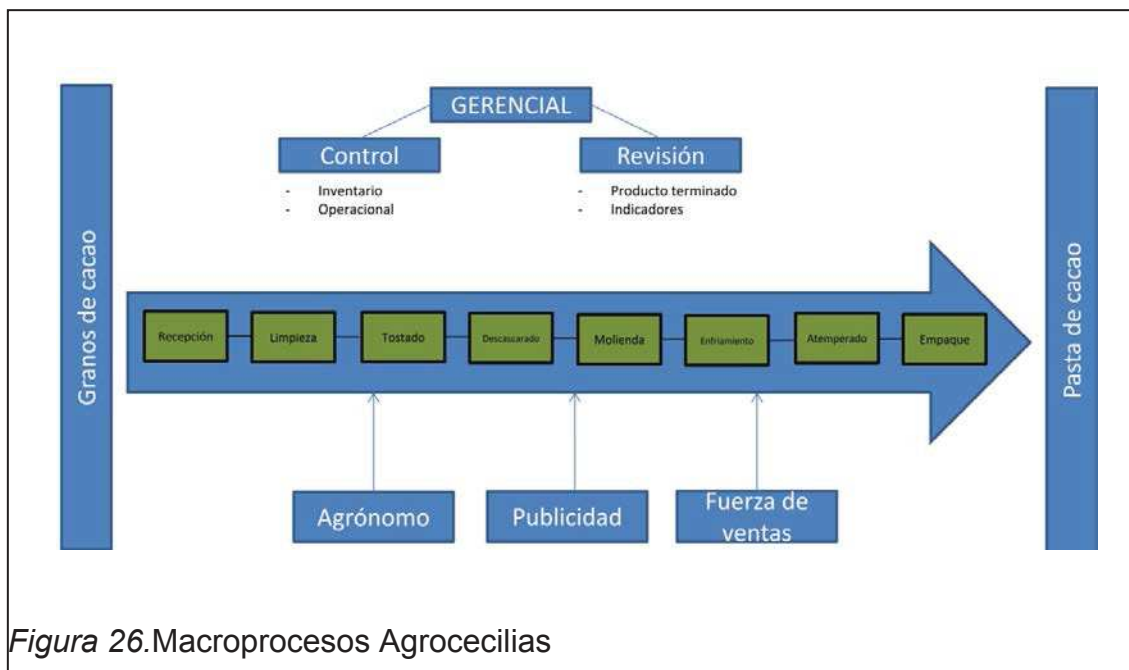 GERENCIAL
Control
Revisión
- Inventario
- Operacional
- Producto terminado
- Indicadores
Granos de cacao
Recepción
Limpieza
Tostado
Descascarado
Molienda
Enfriamiento
Atemperado
Empaque
Pasta de cacao
Agrónomo
Publicidad
Fuerza de
ventas
Figura 26.Macroprocesos Agrocecilias